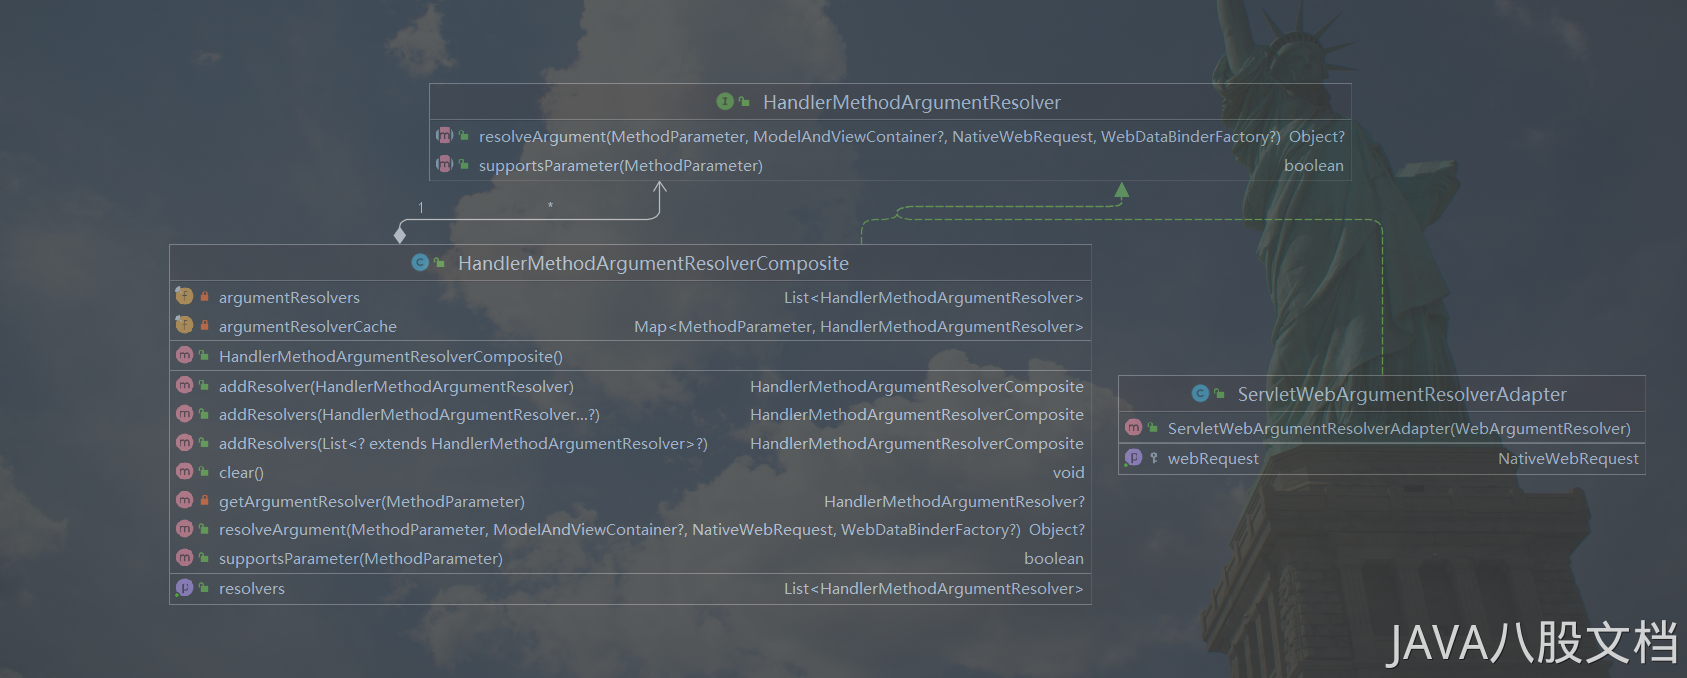 HandlerMethodArgumentResolver
resolveArgument(MethodParameter, ModelAndViewContainer?, NativeWebRequest, WebDataBinderFactory?) Object?
supportsParameter(MethodParameter) boolean
1 *
HandlerMethodArgumentResolverComposite
argumentResolvers List<HandlerMethodArgumentResolver>
argumentResolverCache Map<MethodParameter, HandlerMethodArgumentResolver>
HandlerMethodArgumentResolverComposite()
addResolver(HandlerMethodArgumentResolver) HandlerMethodArgumentResolverComposite
addResolvers(HandlerMethodArgumentResolver...?) HandlerMethodArgumentResolverComposite
addResolvers(List<? extends HandlerMethodArgumentResolver>?) HandlerMethodArgumentResolverComposite
clear() void
getArgumentResolver(MethodParameter) HandlerMethodArgumentResolver?
resolveArgument(MethodParameter, ModelAndViewContainer?, NativeWebRequest, WebDataBinderFactory?) Object?
supportsParameter(MethodParameter) boolean
resolvers List<HandlerMethodArgumentResolver>
ServletWebArgumentResolverAdapter
ServletWebArgumentResolverAdapter(WebArgumentResolver)
webRequest NativeWebRequest
JAVA八股文档